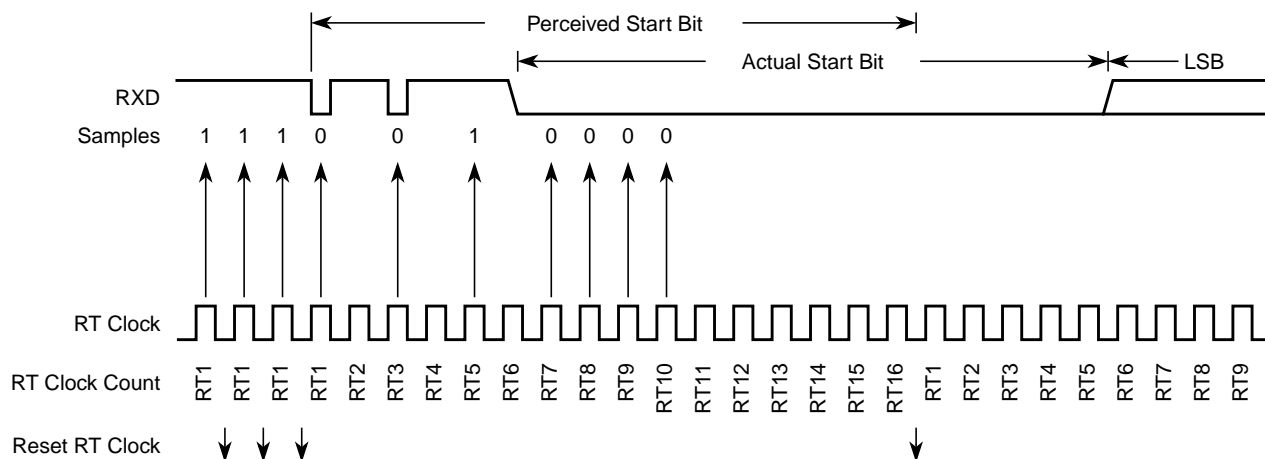 Perceived Start Bit
Actual Start Bit
LSB
RXD
Samples 1 1 1 0 0 1 0 0 0 0
RT Clock
RT Clock Count RT1 RT1 RT1 RT1 RT2 RT3 RT4 RT5 RT6 RT7 RT8 RT9 RT10 RT11 RT12 RT13 RT14 RT15 RT16 RT1 RT2 RT3 RT4 RT5 RT6 RT7 RT8 RT9
Reset RT Clock